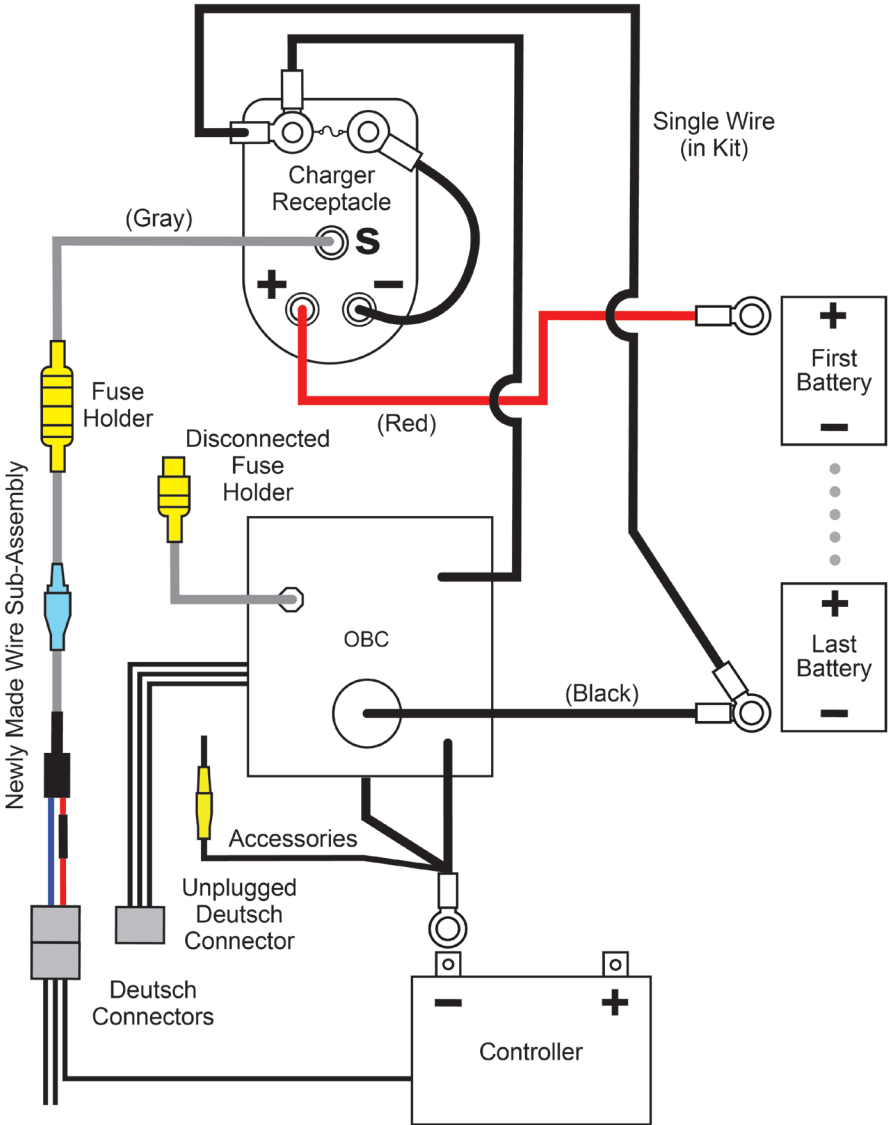 Single Wire
(in Kit)
Charger
Receptacle
(Gray)
S
+
−
+
First
Battery
−
Fuse
Holder
(Red)
Disconnected
Fuse
Holder
Newly Made Wire Sub-Assembly
+
Last
Battery
−
OBC
(Black)
Accessories
Unplugged
Deutsch
Connector
Deutsch
Connectors
−
+
Controller